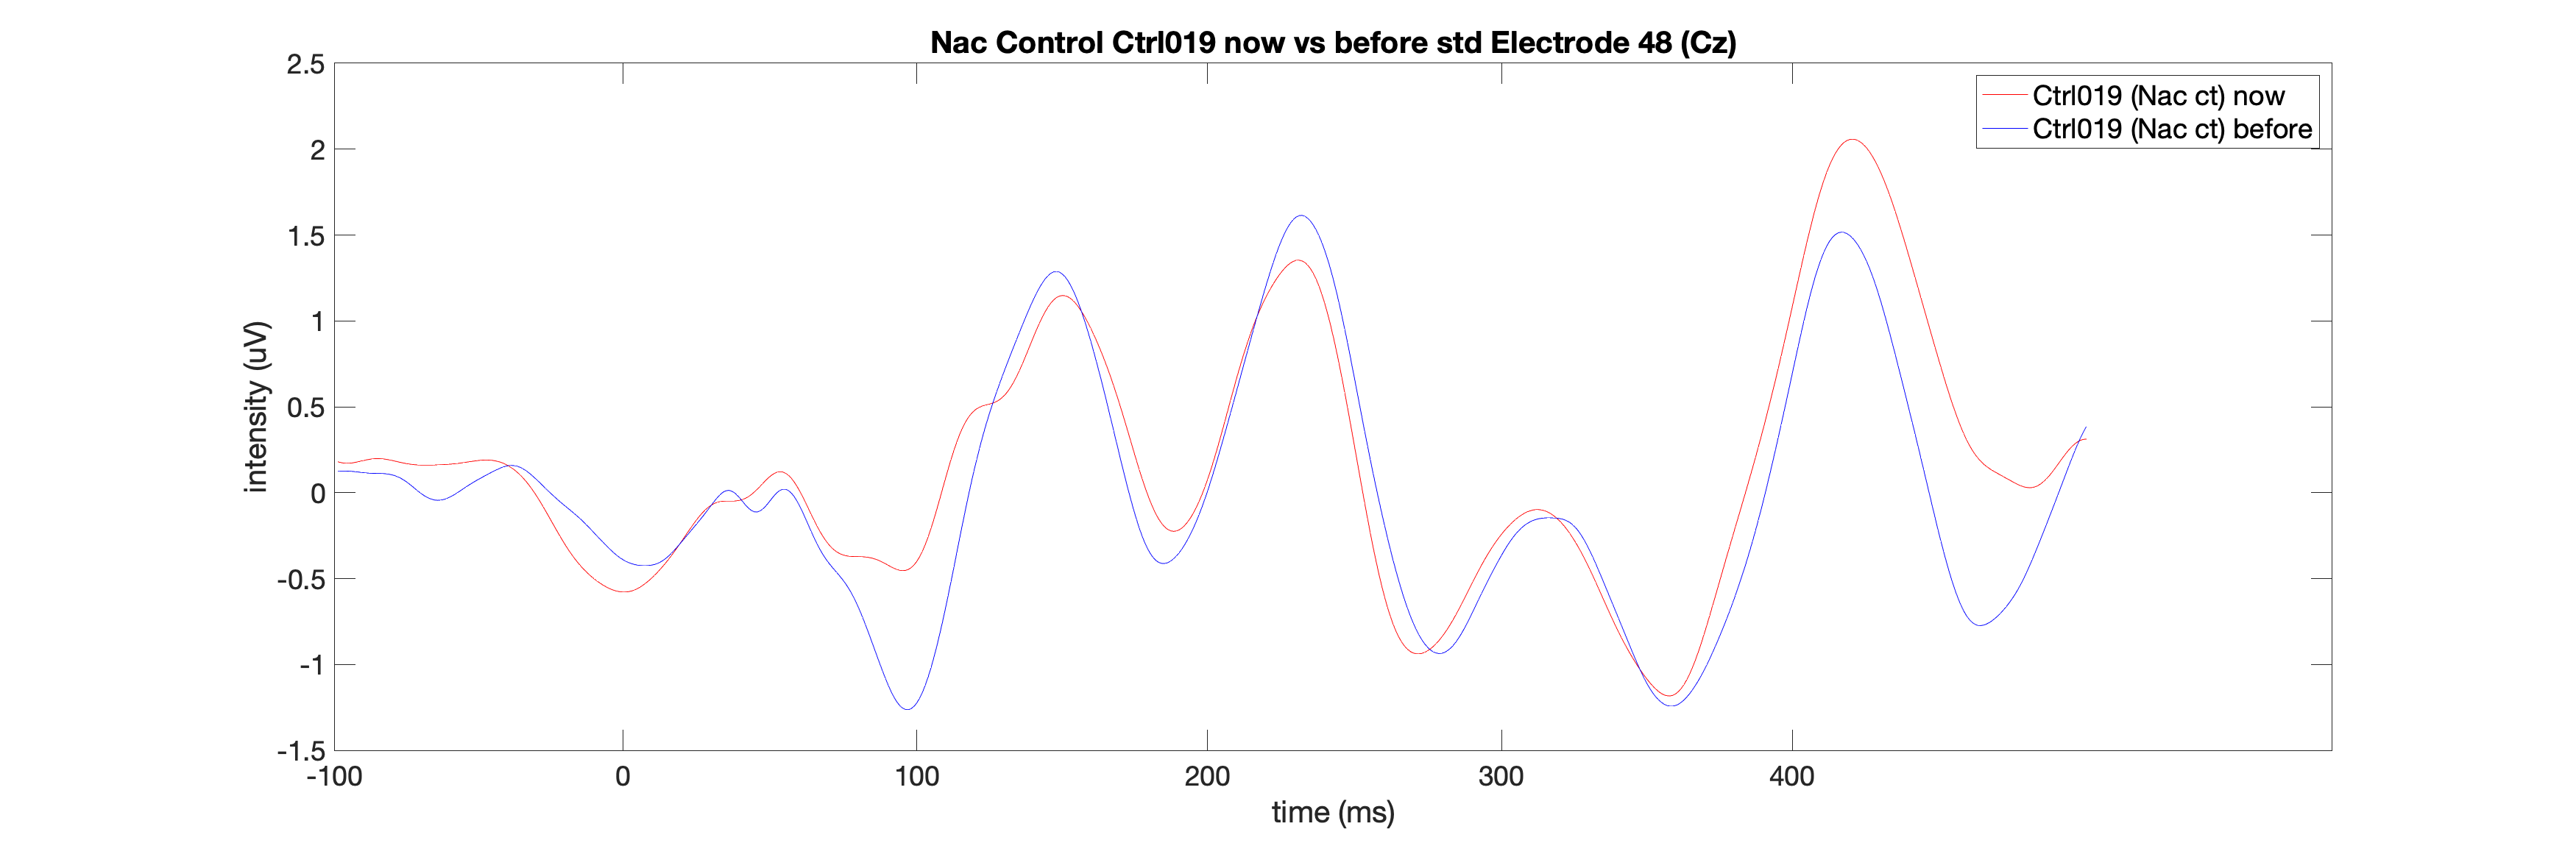 Nac Control Ctrl019 now vs before std Electrode 48 (Cz)
2.5
2
1.5
1
0.5
0
-0.5
-1
-1.5
intensity (uV)
Ctrl019 (Nac ct) now
Ctrl019 (Nac ct) before
-100 0 100 200 300 400
time (ms)